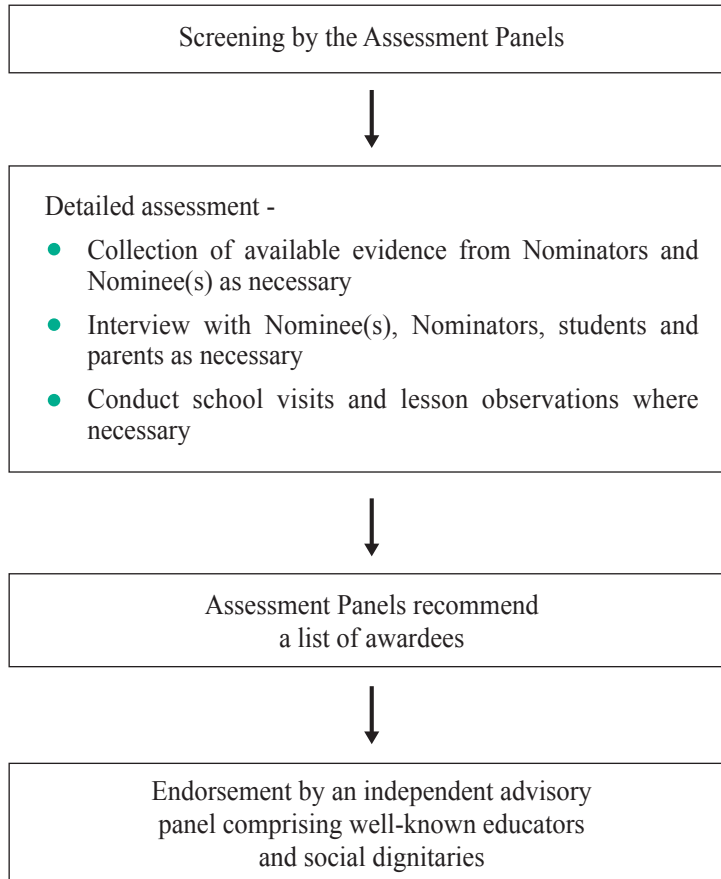 Screening by the Assessment Panels
Detailed assessment -
● Collection of available evidence from Nominators and
Nominee(s) as necessary
● Interview with Nominee(s), Nominators, students and
parents as necessary
● Conduct school visits and lesson observations where
necessary
Assessment Panels recommend
a list of awardees
Endorsement by an independent advisory
panel comprising well-known educators
and social dignitaries